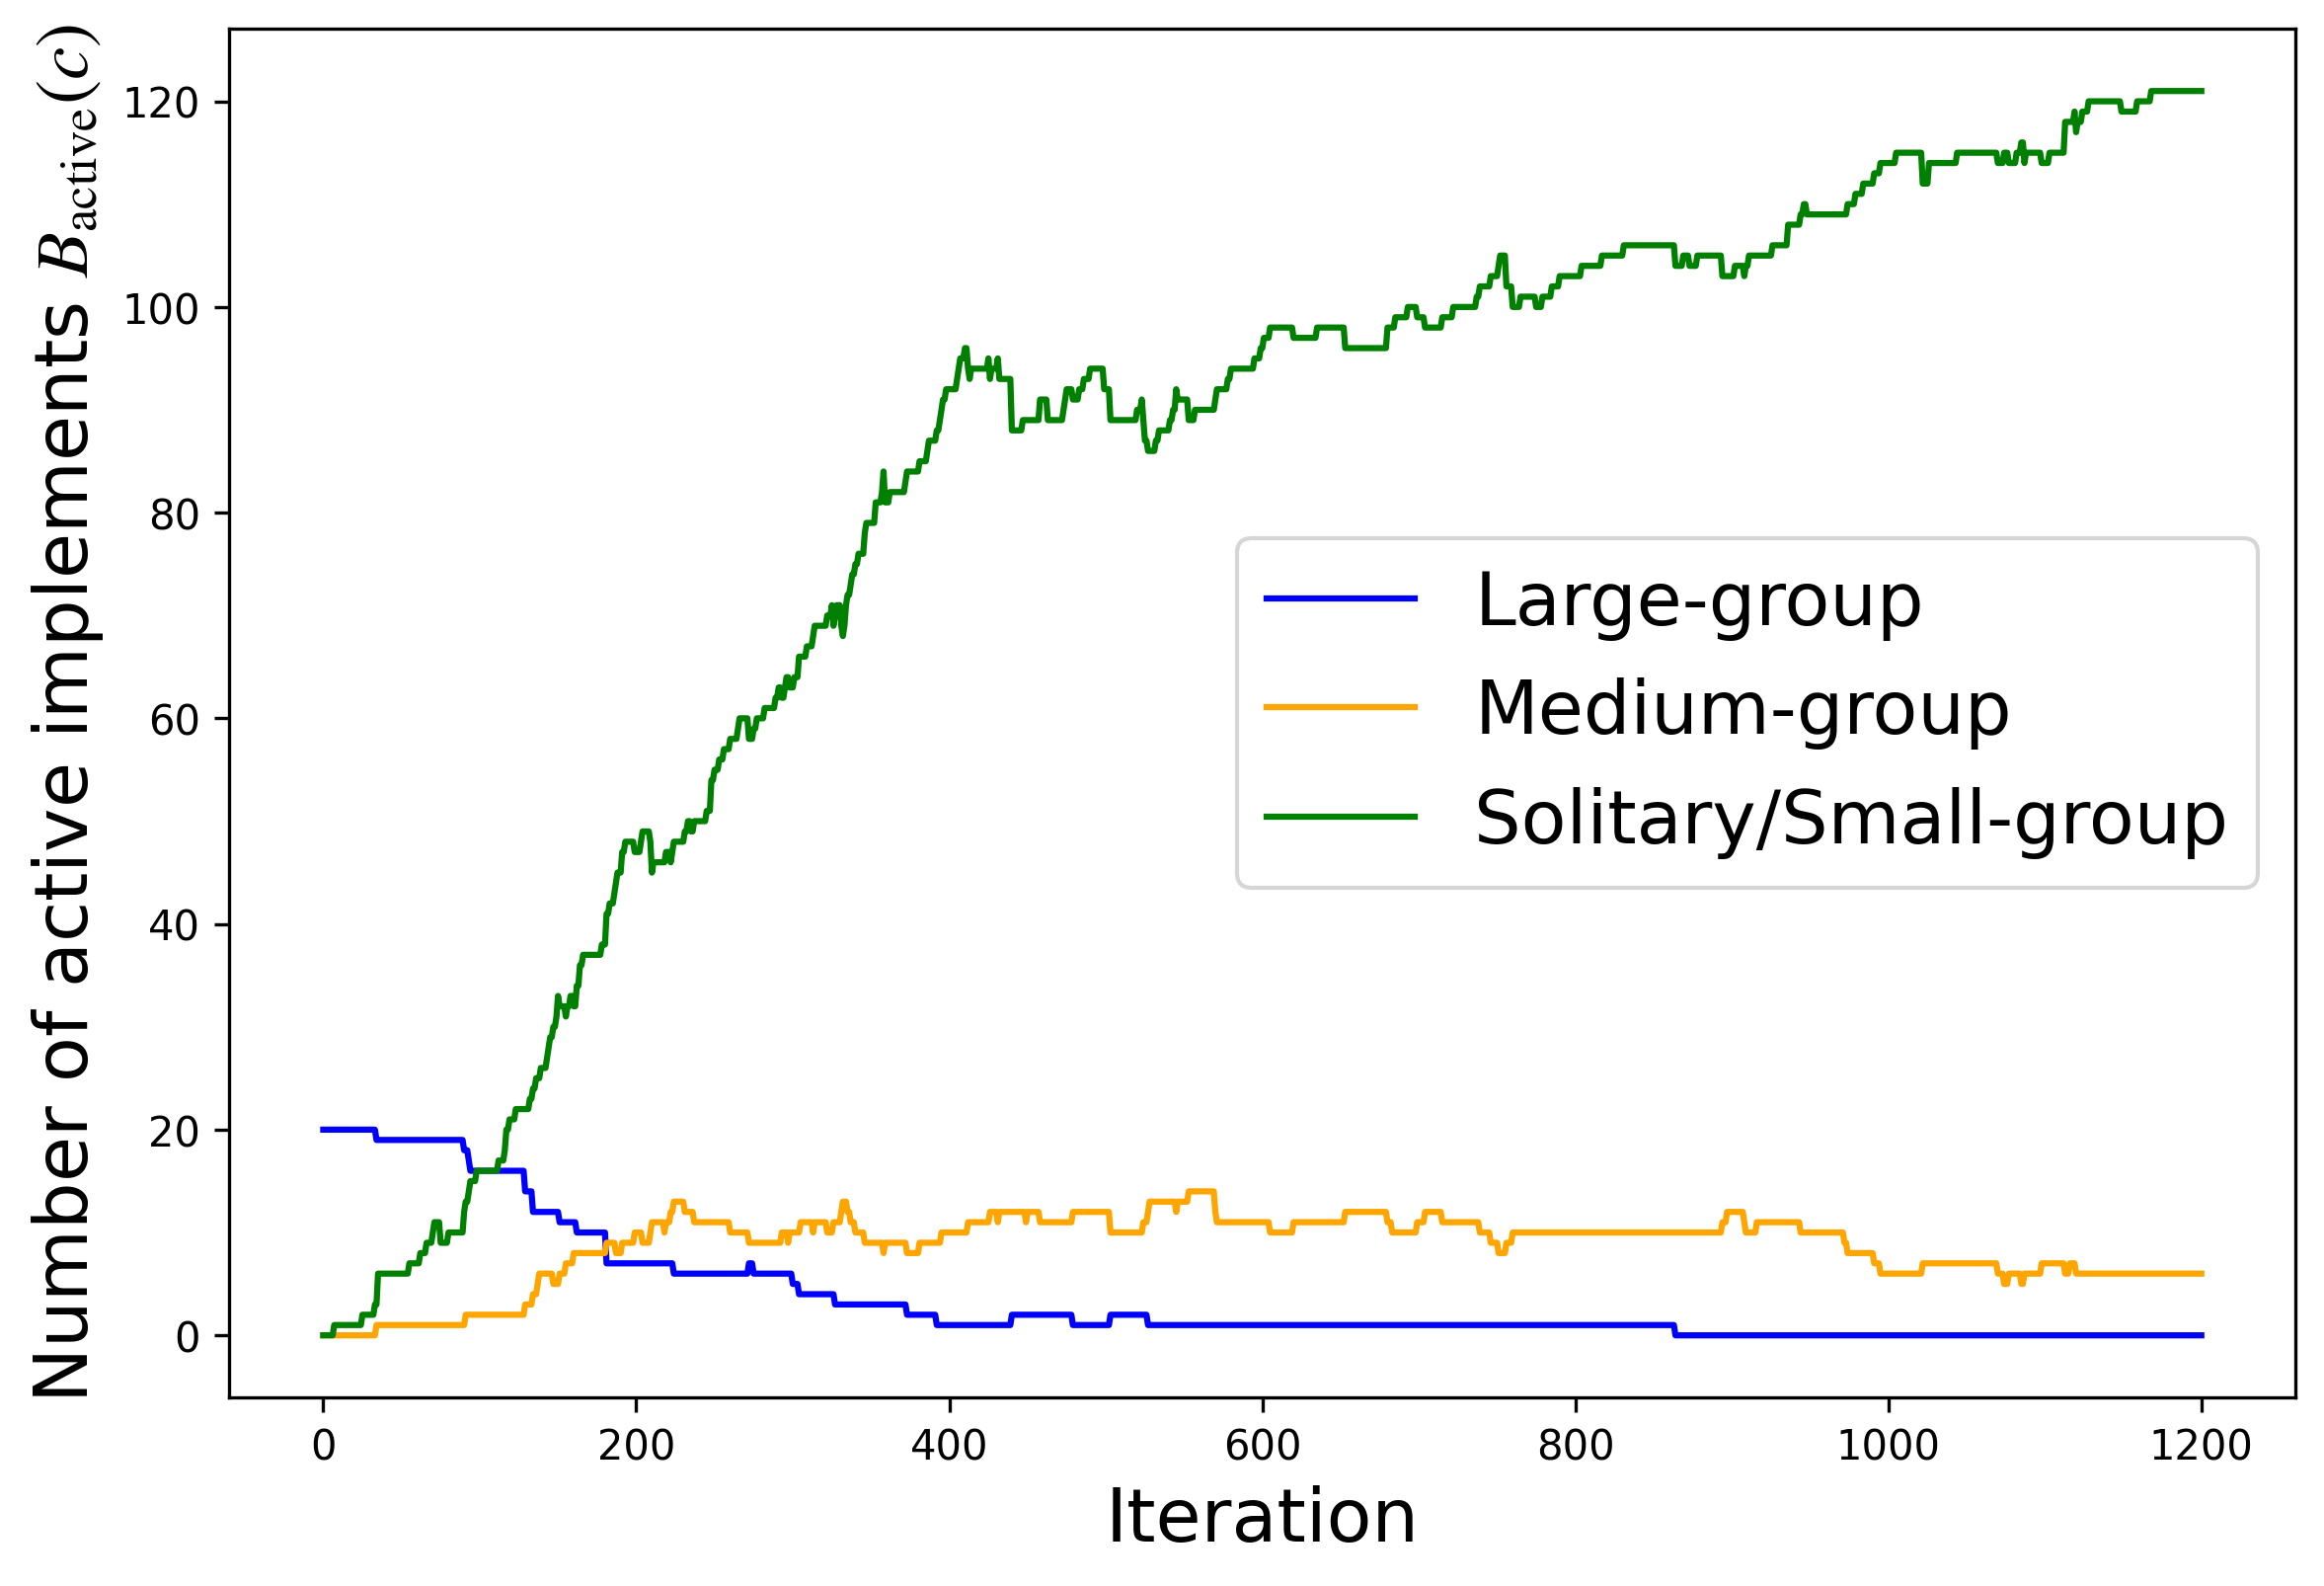 Number of active implements B_active(c)
120
100
80
60
40
20
0
Large-group
Medium-group
Solitary/Small-group
0 200 400 600 800 1000 1200
Iteration